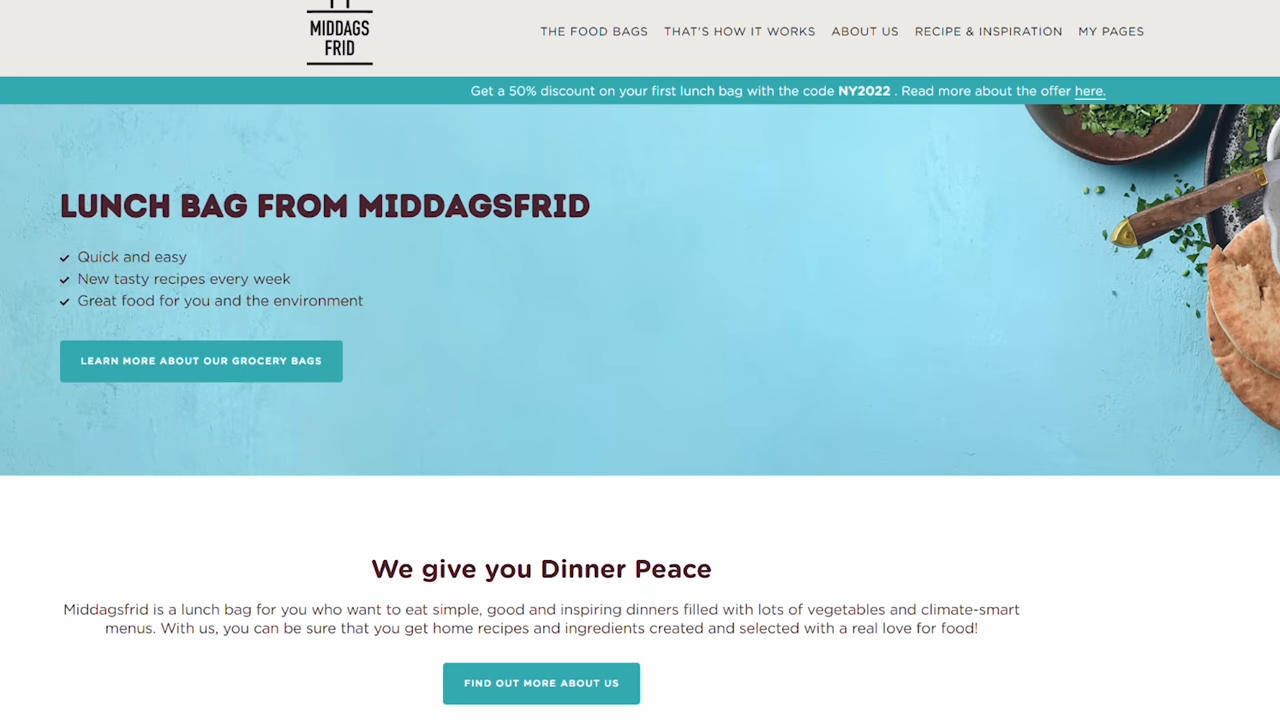 MIDDAGS
FRID
THE FOOD BAGS THAT'S HOW IT WORKS ABOUT US RECIPE & INSPIRATION MY PAGES
Get a 50% discount on your first lunch bag with the code NY2022 . Read more about the offer here.
LUNCH BAG FROM MIDDAGSFRID
Quick and easy
New tasty recipes every week
Great food for you and the environment
LEARN MORE ABOUT OUR GROCERY BAGS
We give you Dinner Peace
Middagsfrid is a lunch bag for you who want to eat simple, good and inspiring dinners filled with lots of vegetables and climate-smart
menus. With us, you can be sure that you get home recipes and ingredients created and selected with a real love for food!
FIND OUT MORE ABOUT US